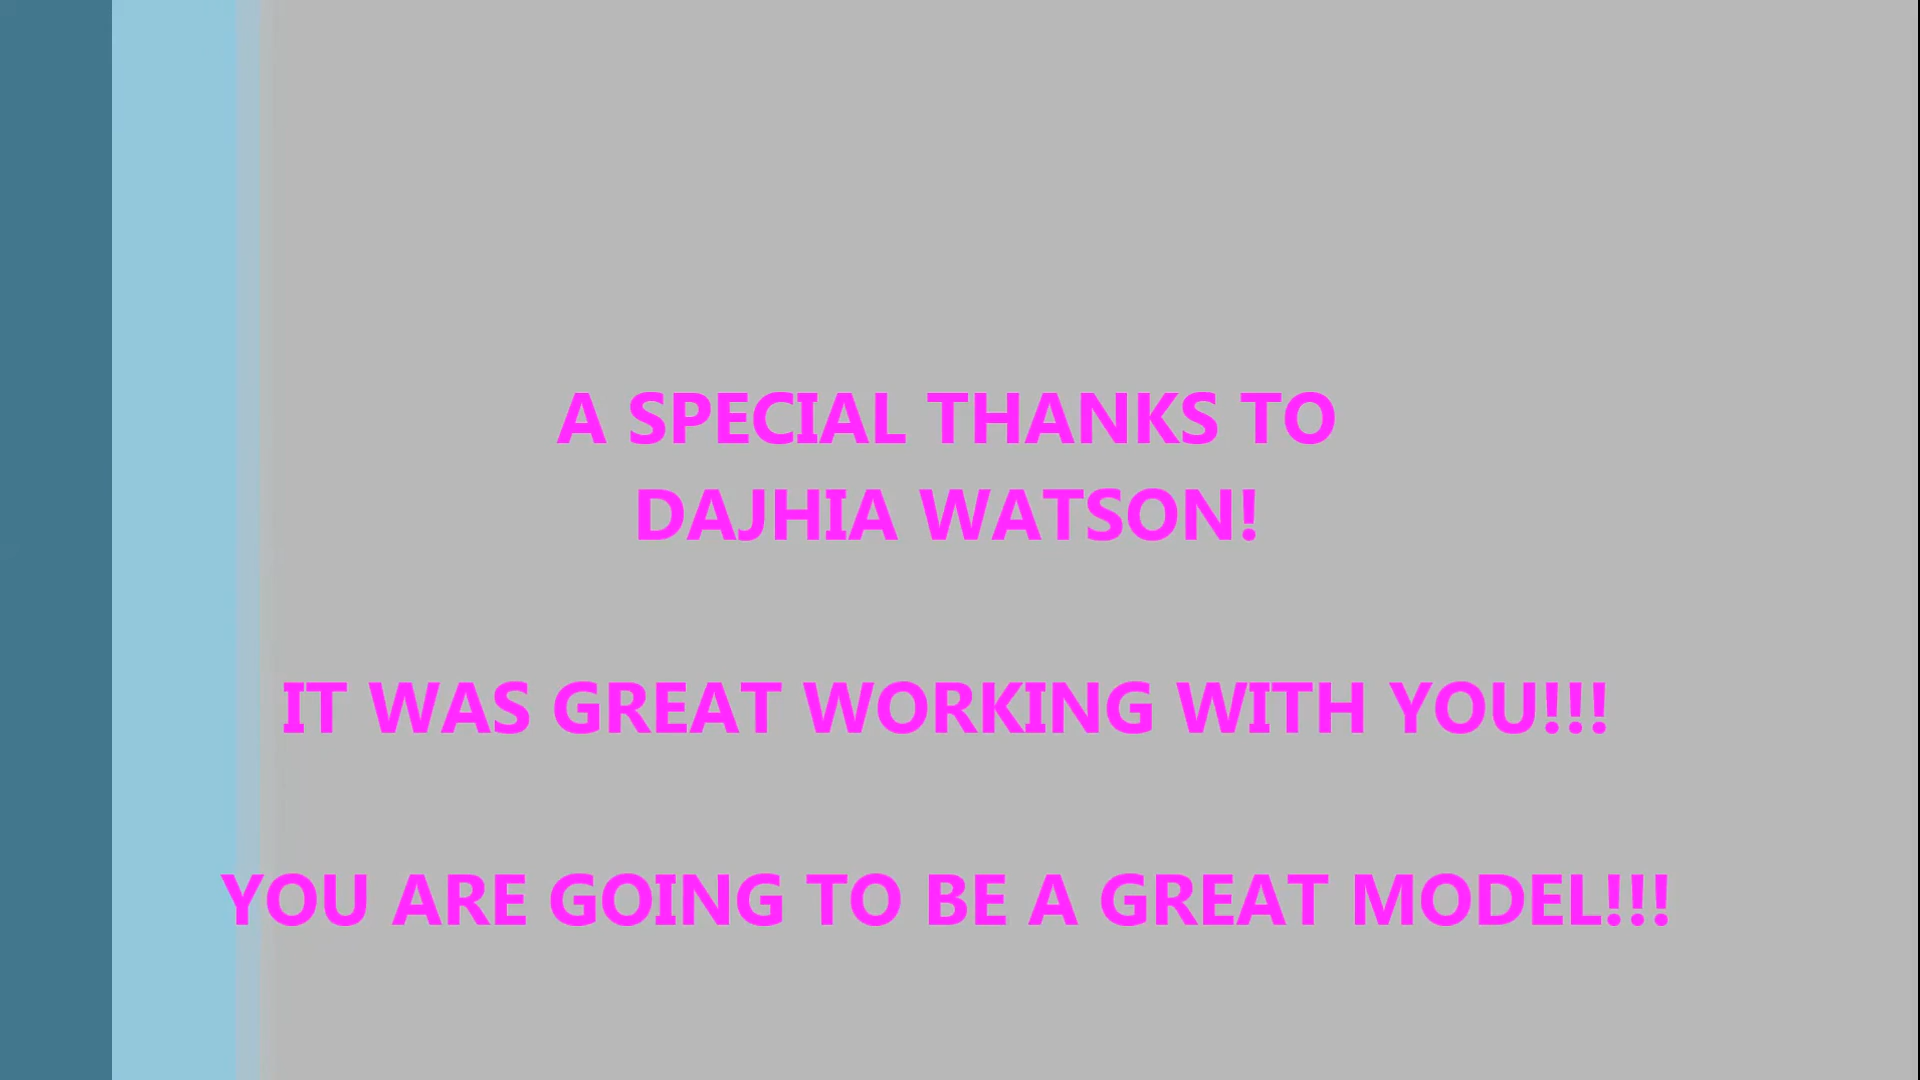 A SPECIAL THANKS TO
DAJHIA WATSON!
IT WAS GREAT WORKING WITH YOU!!!
YOU ARE GOING TO BE A GREAT MODEL!!!